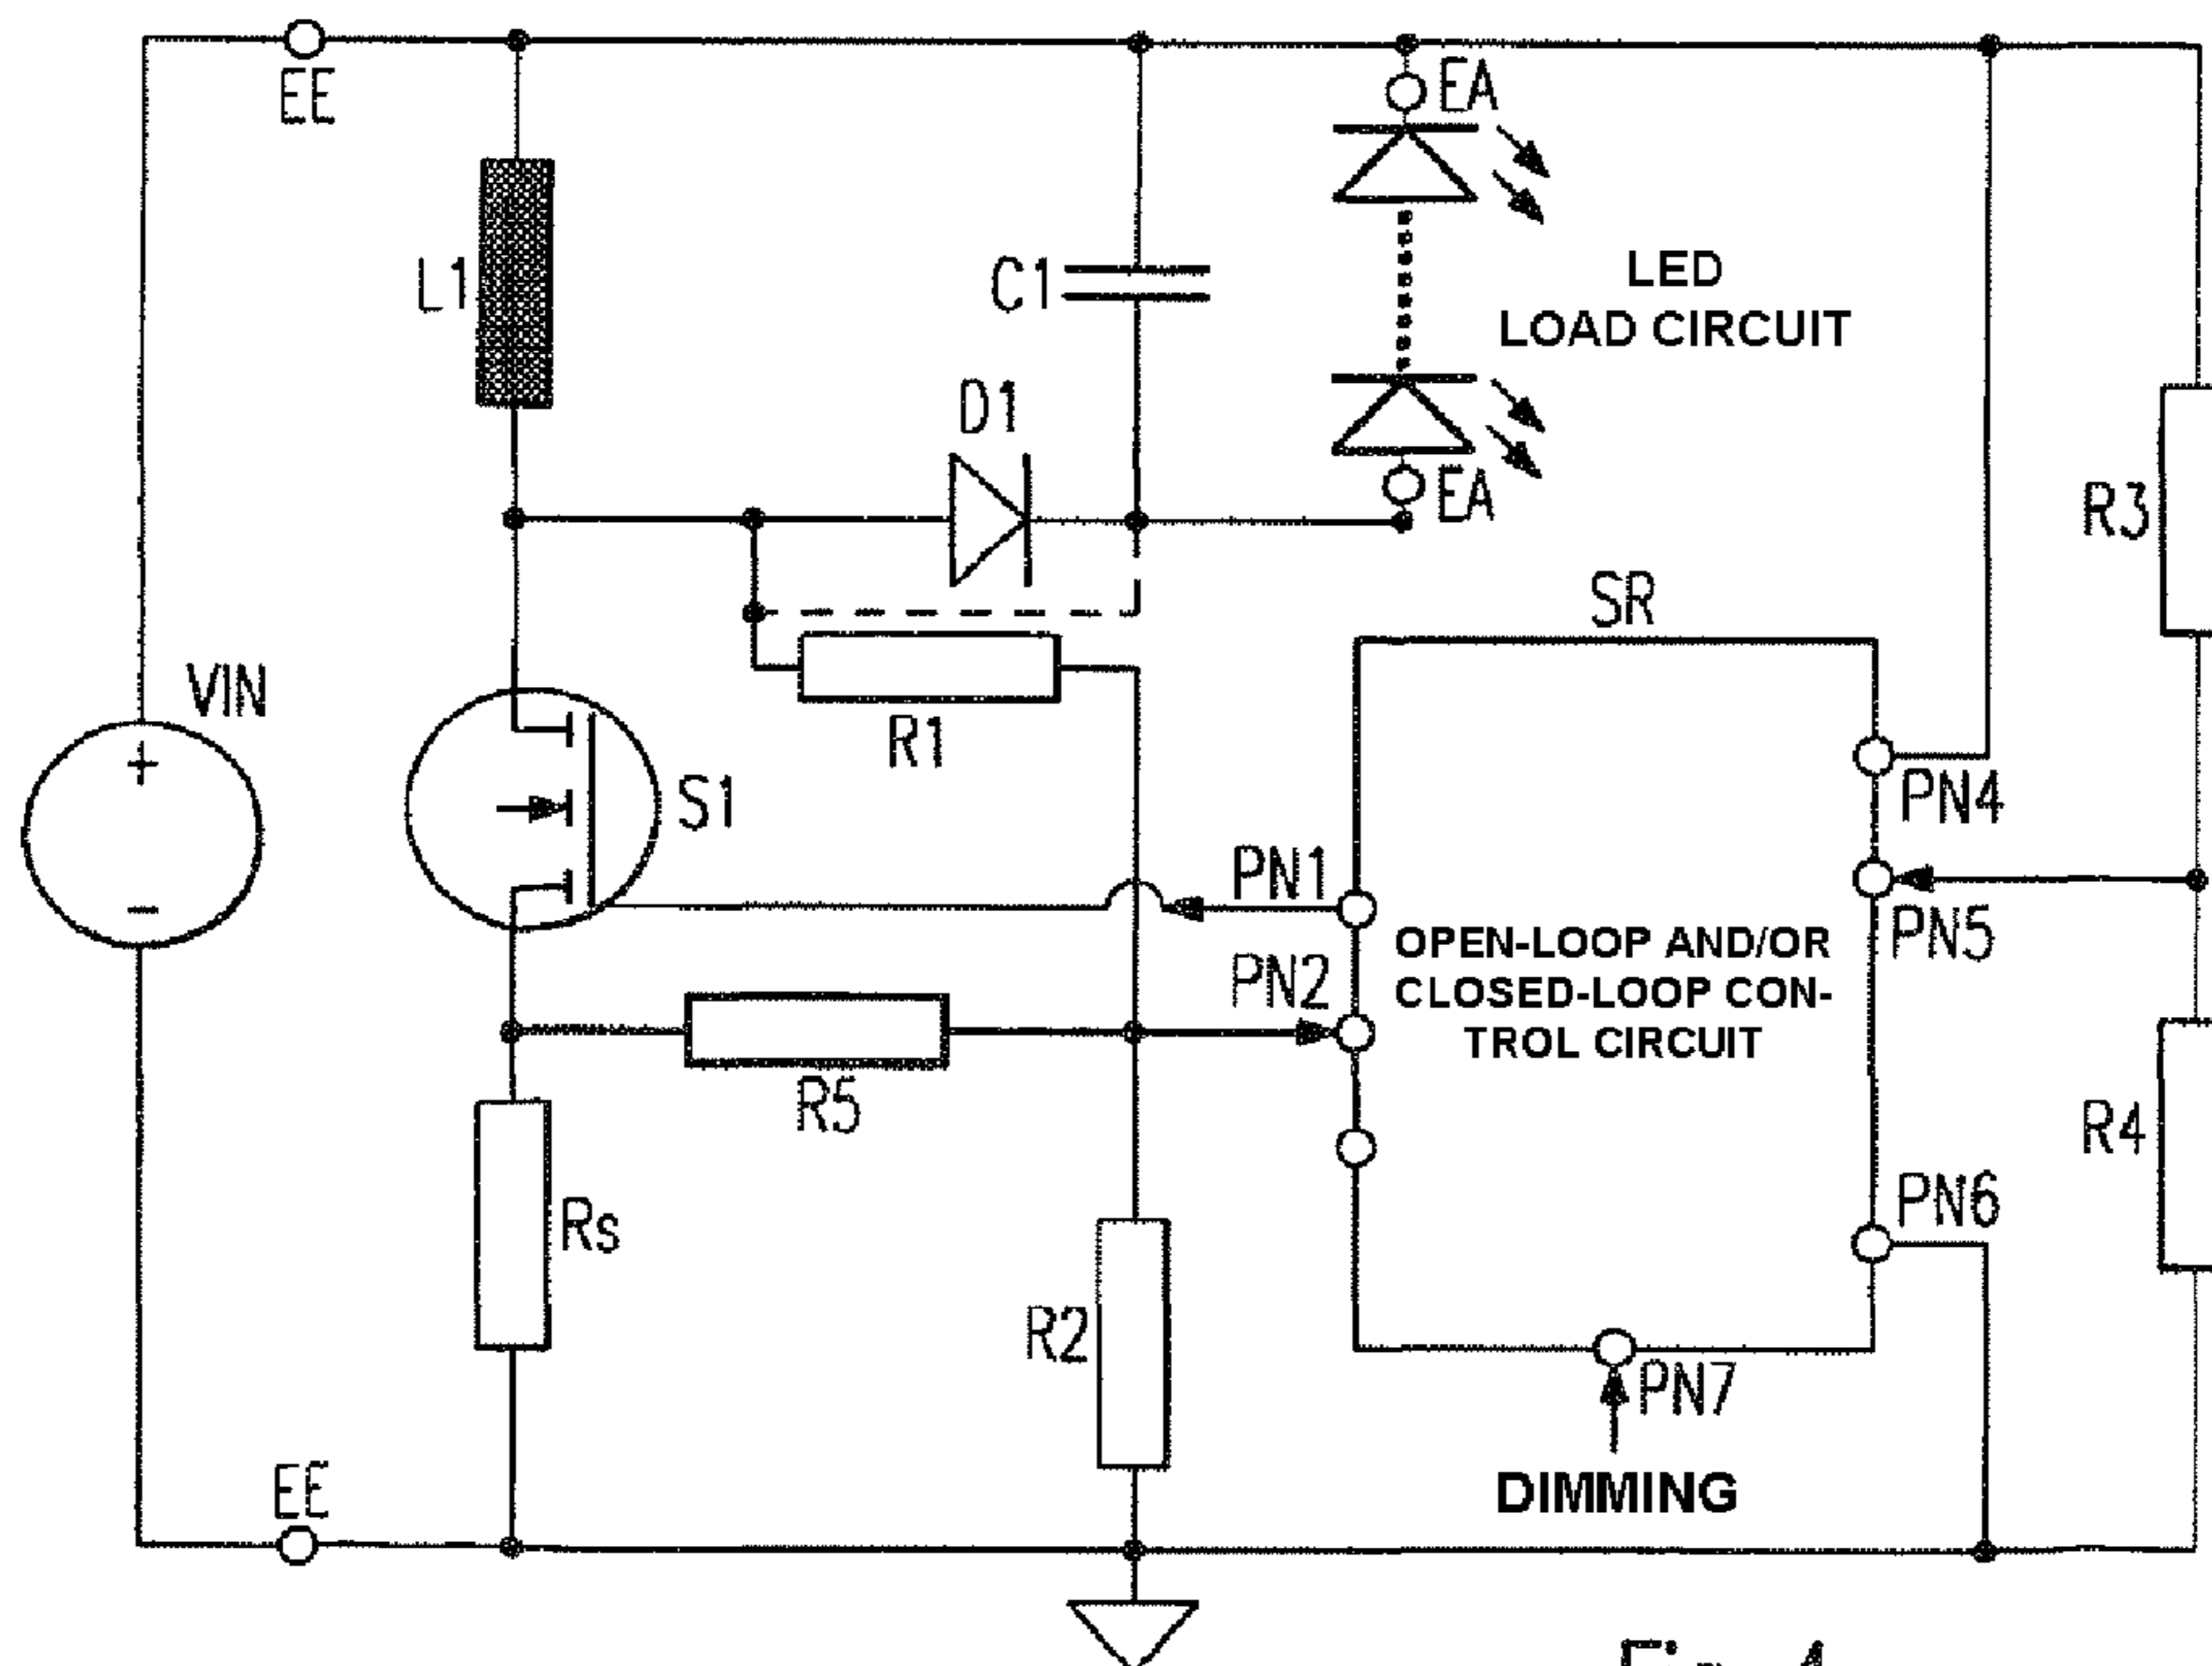 EE
EA
L1
C1
LED
LOAD CIRCUIT
D1
EA
R3
SR
VIN
+
R1
S1
PN4
PN1
PN5
OPEN-LOOP AND/OR
CLOSED-LOOP CON-
TROL CIRCUIT
PN2
-
R5
R4
Rs
PN6
R2
PN7
DIMMING
EE